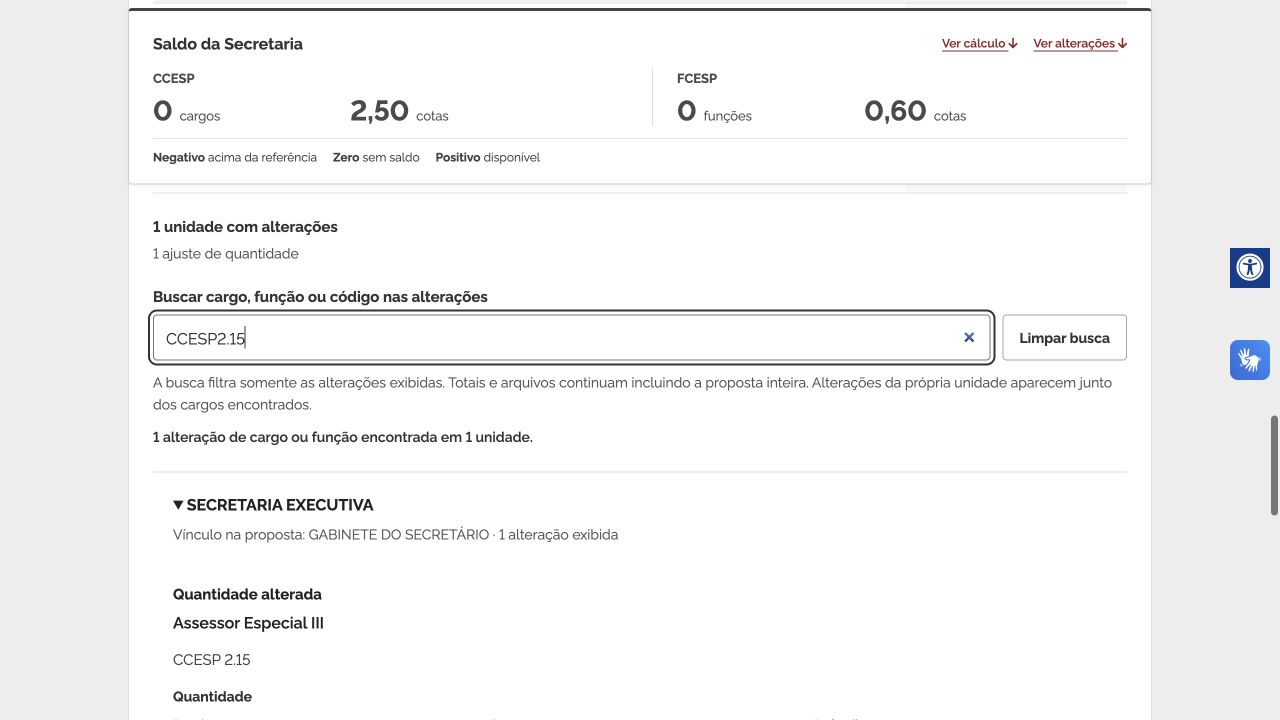 Saldo da Secretaria
Ver cálculo↓ Ver alterações↓
CCESP
0 cargos 2,50 cotas
FCESP
0 funções 0,60 cotas
Negativo acima da referência Zero sem saldo Positivo disponível
1 unidade com alterações
1 ajuste de quantidade
Buscar cargo, função ou código nas alterações
CCESP2.15
Limpar busca
A busca filtra somente as alterações exibidas. Totais e arquivos continuam incluindo a proposta inteira. Alterações da própria unidade aparecem junto
dos cargos encontrados.
1 alteração de cargo ou função encontrada em 1 unidade.
▼ SECRETARIA EXECUTIVA
Vínculo na proposta: GABINETE DO SECRETÁRIO · 1 alteração exibida
Quantidade alterada
Assessor Especial III
CCESP 2.15
Quantidade